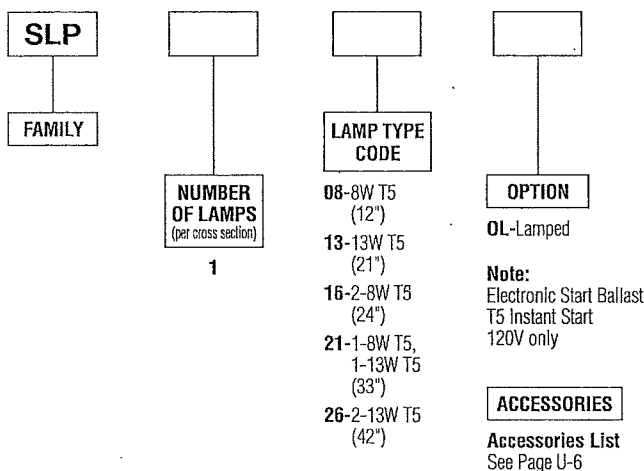 SLP
FAMILY
NUMBER
OF LAMPS
(per cross section)
1
LAMP TYPE
CODE
08-8W T5
(12")
13-13W T5
(21")
16-2-8W T5
(24")
21-1-8W T5,
1-13W T5
(33")
26-2-13W T5
(42")
OPTION
OL-Lamped
Note:
Electronic Start Ballast
T5 Instant Start
120V only
ACCESSORIES
Accessories List
See Page U-6